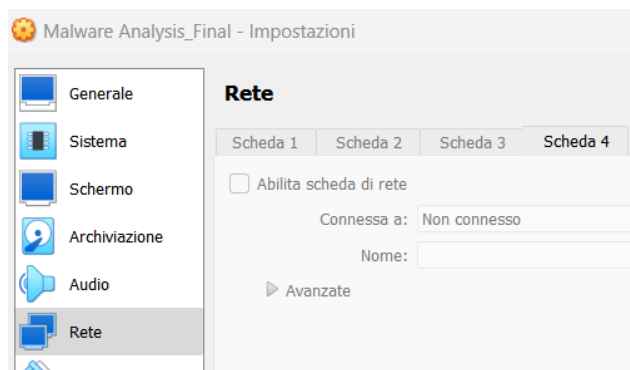 Malware Analysis_Final - Impostazioni
Generale
Rete
Sistema
Scheda 1 Scheda 2 Scheda 3 Scheda 4
Schermo
Abilita scheda di rete
Connessa a: Non connesso
Archiviazione
Nome:
Audio
Avanzate
Rete